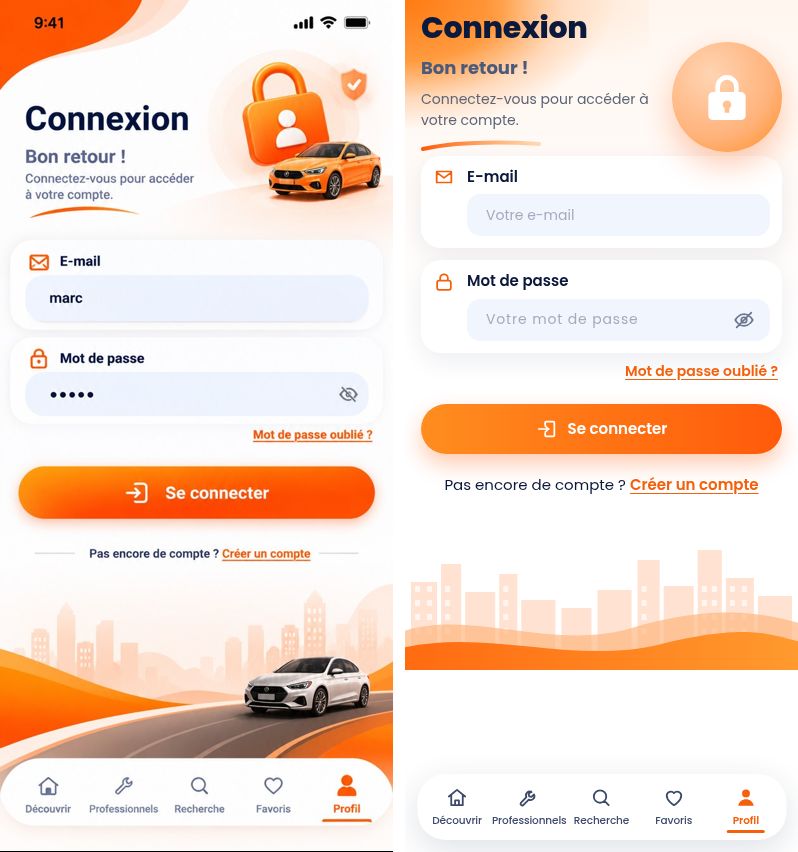 9:41
Connexion
Bon retour !
Connectez-vous pour accéder
à votre compte.
E-mail
marc
Mot de passe
•••••
Mot de passe oublié ?
Se connecter
Pas encore de compte ? Créer un compte
Découvrir Professionnels Recherche Favoris Profil
Connexion
Bon retour !
Connectez-vous pour accéder à
votre compte.
E-mail
Votre e-mail
Mot de passe
Votre mot de passe
Mot de passe oublié ?
Se connecter
Pas encore de compte ? Créer un compte
Découvrir Professionnels Recherche Favoris Profil